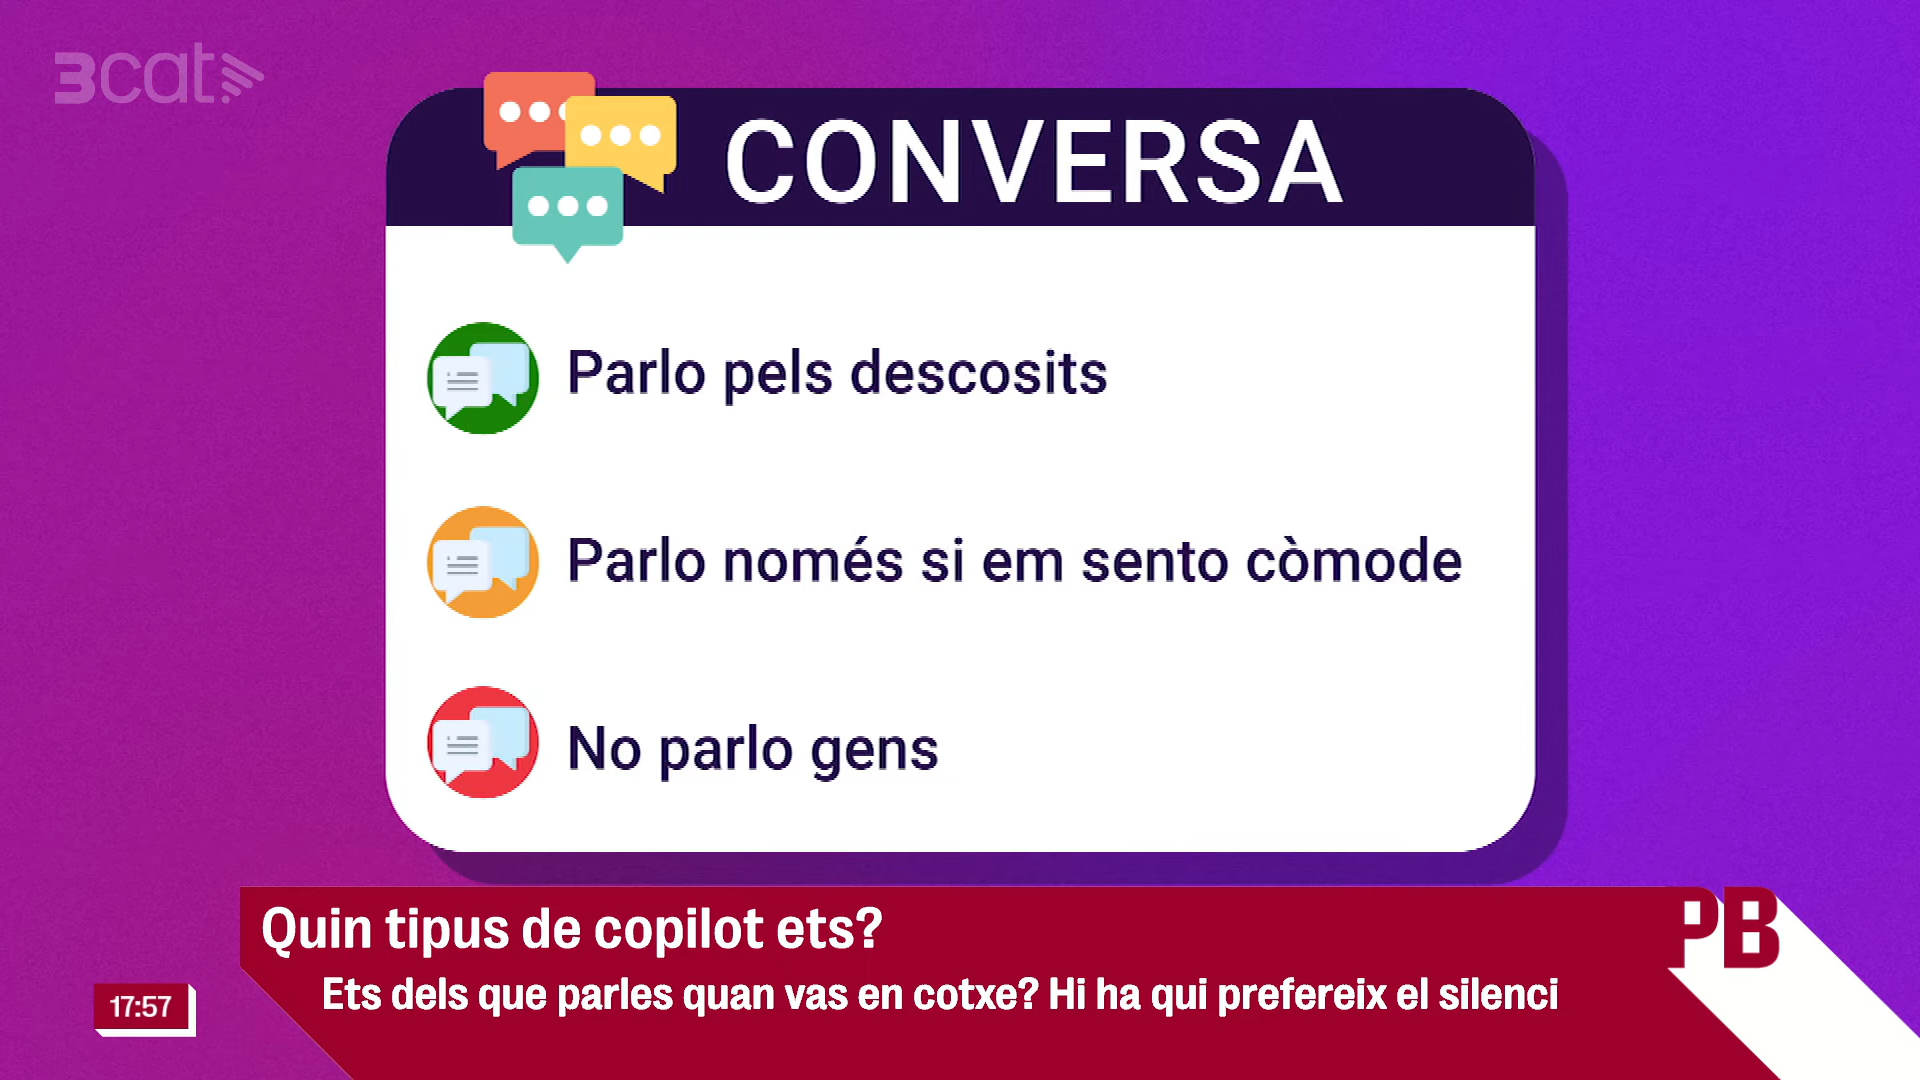 3cat
CONVERSA
Parlo pels descosits
Parlo només si em sento còmode
No parlo gens
Quin tipus de copilot ets?
PB
Ets dels que parles quan vas en cotxe? Hi ha qui prefereix el silenci
17:57